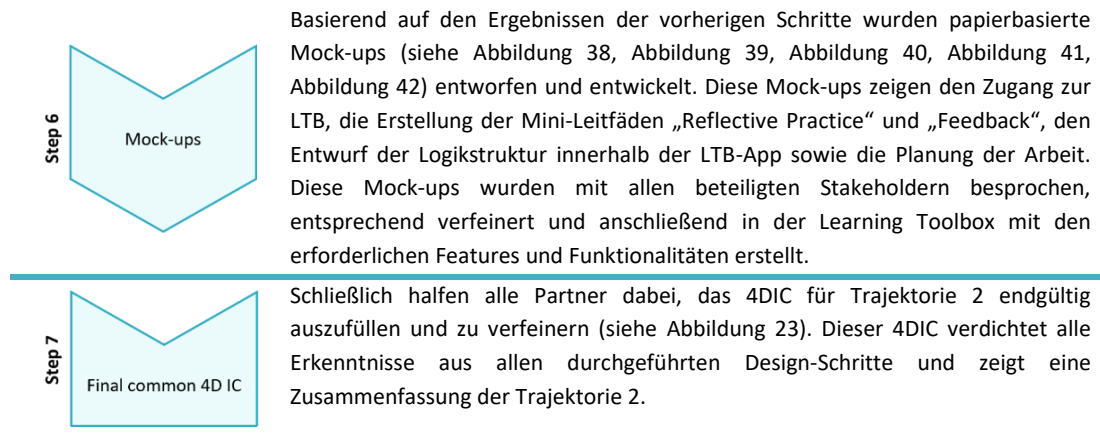 Step 6
Mock-ups
Basierend auf den Ergebnissen der vorherigen Schritte wurden papierbasierte
Mock-ups (siehe Abbildung 38, Abbildung 39, Abbildung 40, Abbildung 41,
Abbildung 42) entworfen und entwickelt. Diese Mock-ups zeigen den Zugang zur
LTB, die Erstellung der Mini-Leitfäden „Reflective Practice“ und „Feedback“, den
Entwurf der Logikstruktur innerhalb der LTB-App sowie die Planung der Arbeit.
Diese Mock-ups wurden mit allen beteiligten Stakeholdern besprochen,
entsprechend verfeinert und anschließend in der Learning Toolbox mit den
erforderlichen Features und Funktionalitäten erstellt.
Step 7
Final common 4D IC
Schließlich halfen alle Partner dabei, das 4DIC für Trajektorie 2 endgültig
auszufüllen und zu verfeinern (siehe Abbildung 23). Dieser 4DIC verdichtet alle
Erkenntnisse aus allen durchgeführten Design-Schritte und zeigt eine
Zusammenfassung der Trajektorie 2.